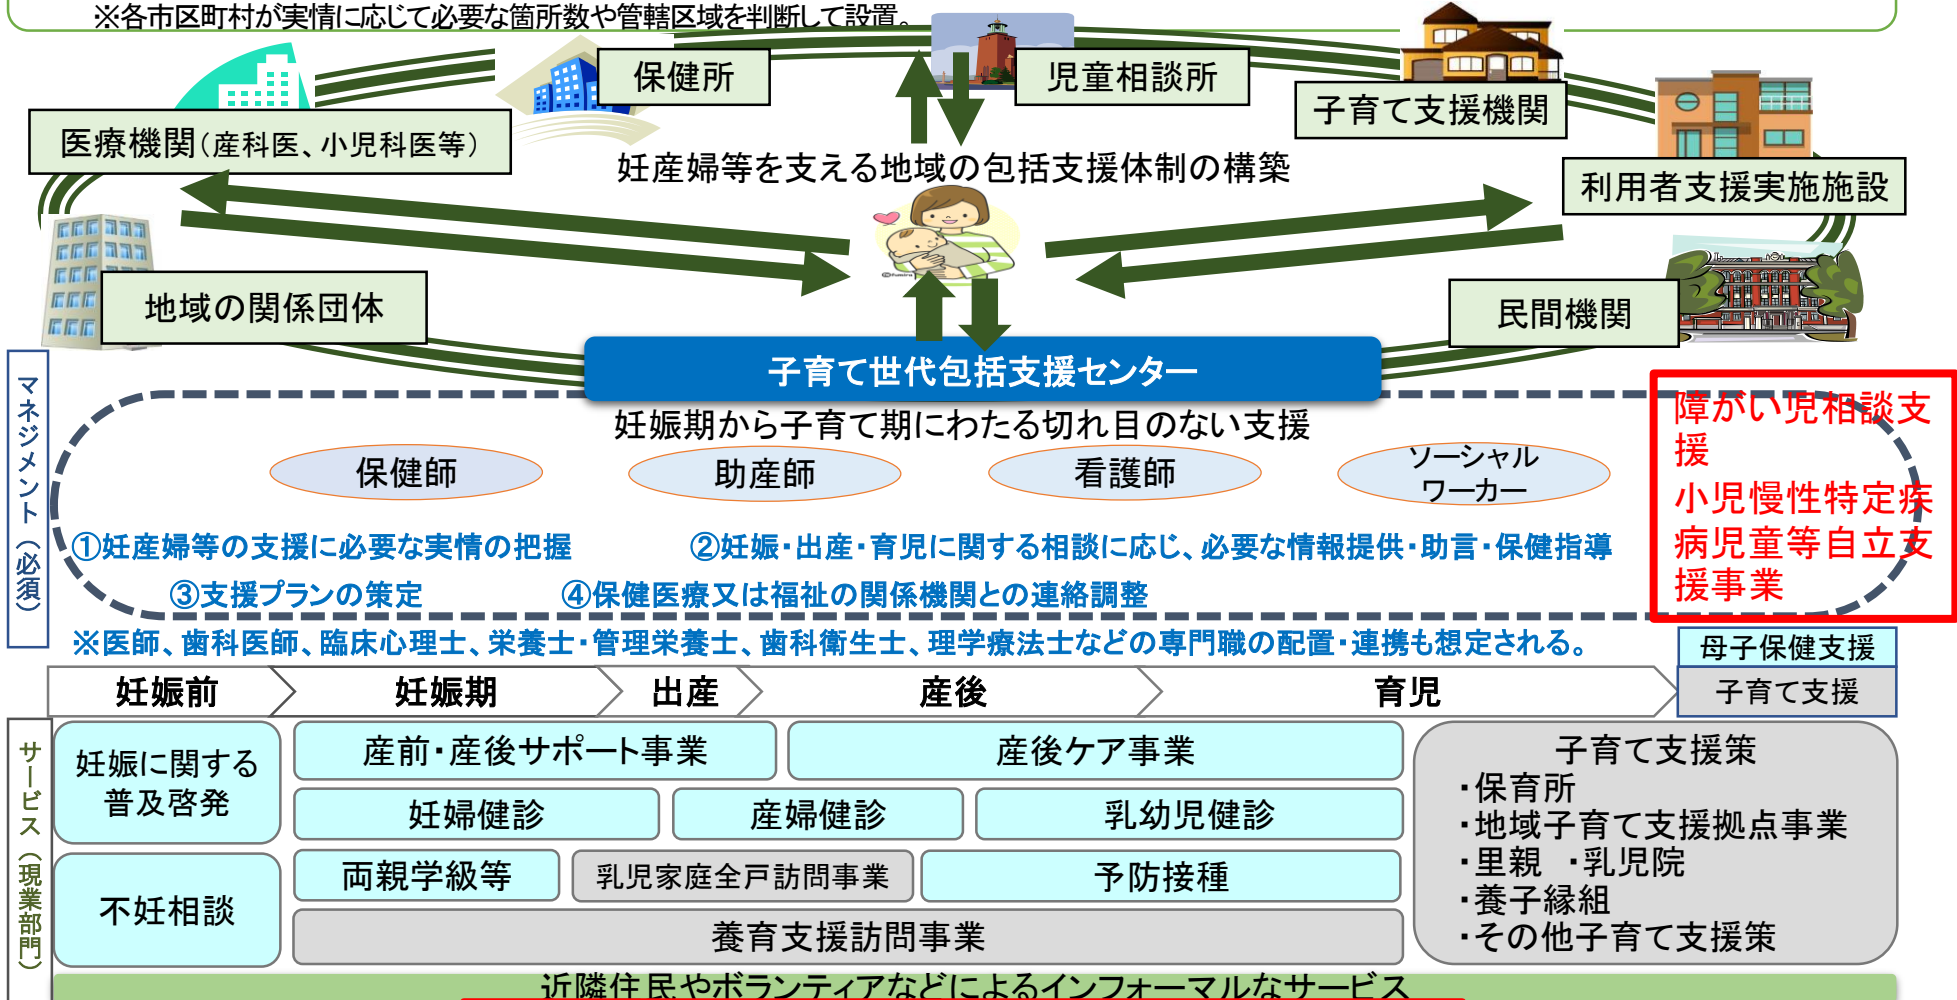 ※各市区町村が実情に応じて必要な箇所数や管轄区域を判断して設置。
保健所
児童相談所
子育て支援機関
医療機関(産科医、小児科医等)
妊産婦等を支える地域の包括支援体制の構築
利用者支援実施施設
地域の関係団体
民間機関
子育て世代包括支援センター
マネジメント(必須)
妊娠期から子育て期にわたる切れ目のない支援
保健師
助産師
看護師
ソーシャル
ワーカー
障がい児相談支
援
小児慢性特定疾
病児童等自立支
援事業
①妊産婦等の支援に必要な実情の把握
②妊娠・出産・育児に関する相談に応じ、必要な情報提供・助言・保健指導
③支援プランの策定
④保健医療又は福祉の関係機関との連絡調整
※医師、歯科医師、臨床心理士、栄養士・管理栄養士、歯科衛生士、理学療法士などの専門職の配置・連携も想定される。
母子保健支援
子育て支援
妊娠前
妊娠期
出産
産後
育児
サービス(現業部門)
妊娠に関する
普及啓発
産前・産後サポート事業
産後ケア事業
妊婦健診
産婦健診
乳幼児健診
不妊相談
両親学級等
乳児家庭全戸訪問事業
予防接種
養育支援訪問事業
子育て支援策
・保育所
・地域子育て支援拠点事業
・里親 ・乳児院
・養子縁組
・その他子育て支援策
近隣住民やボランティアなどによるインフォーマルなサービス